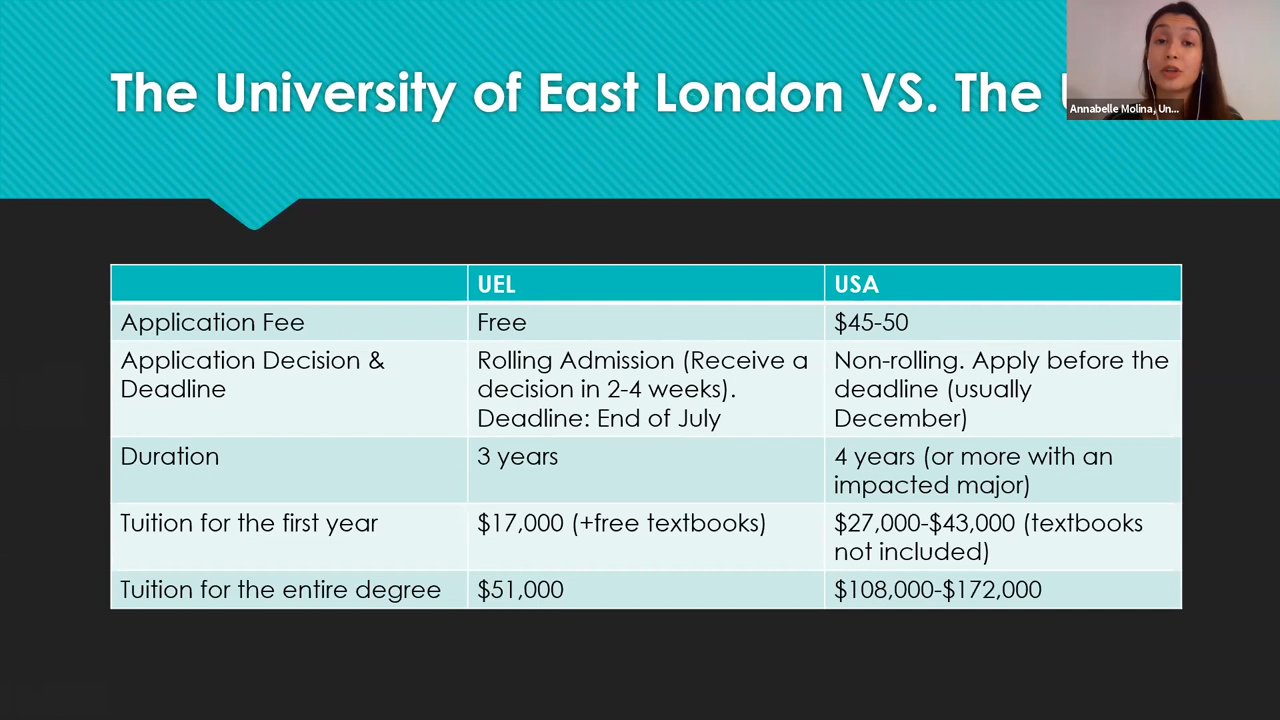 The University of East London VS. The
Annabelle Molina, Un...
UEL
USA
Application Fee
Free
$45-50
Application Decision &
Deadline
Rolling Admission (Receive a
decision in 2-4 weeks).
Deadline: End of July
Non-rolling. Apply before the
deadline (usually
December)
Duration
3 years
4 years (or more with an
impacted major)
Tuition for the first year
$17,000 (+free textbooks)
$27,000-$43,000 (textbooks
not included)
Tuition for the entire degree
$51,000
$108,000-$172,000